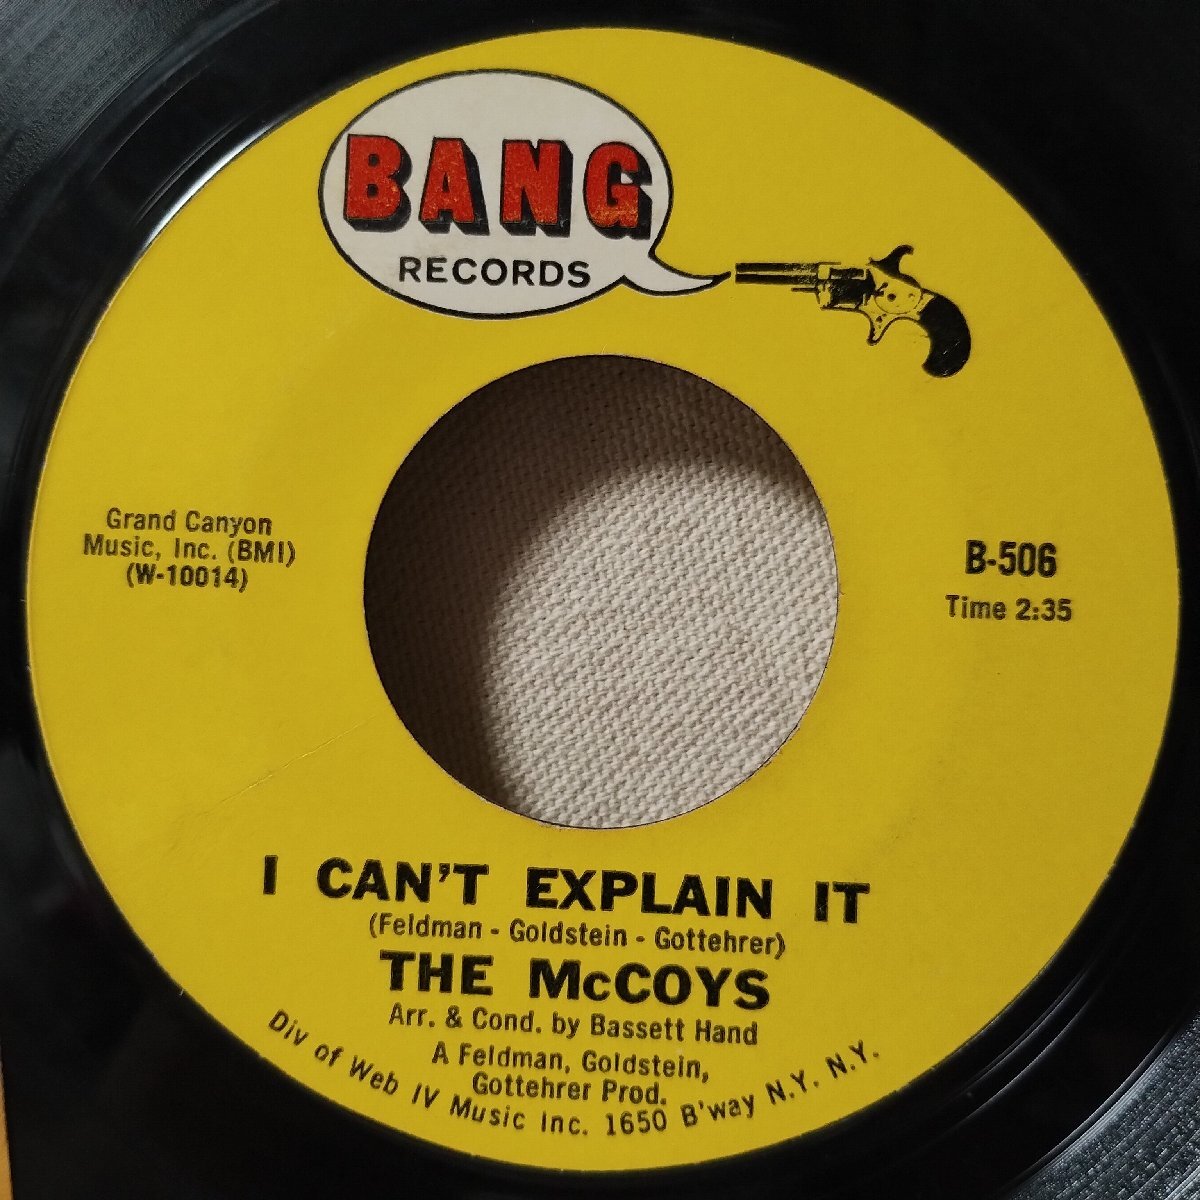 BANG
RECORDS
Grand Canyon
Music, Inc. (BMI)
(W-10014)
B-506
Time 2:35
I CAN'T EXPLAIN IT
(Feldman - Goldstein - Gottehrer)
THE McCOYS
Arr. & Cond. by Bassett Hand
A Feldman, Goldstein,
Gottehrer Prod.
Div of Web IV Music Inc. 1650 B'way N.Y. N.Y.